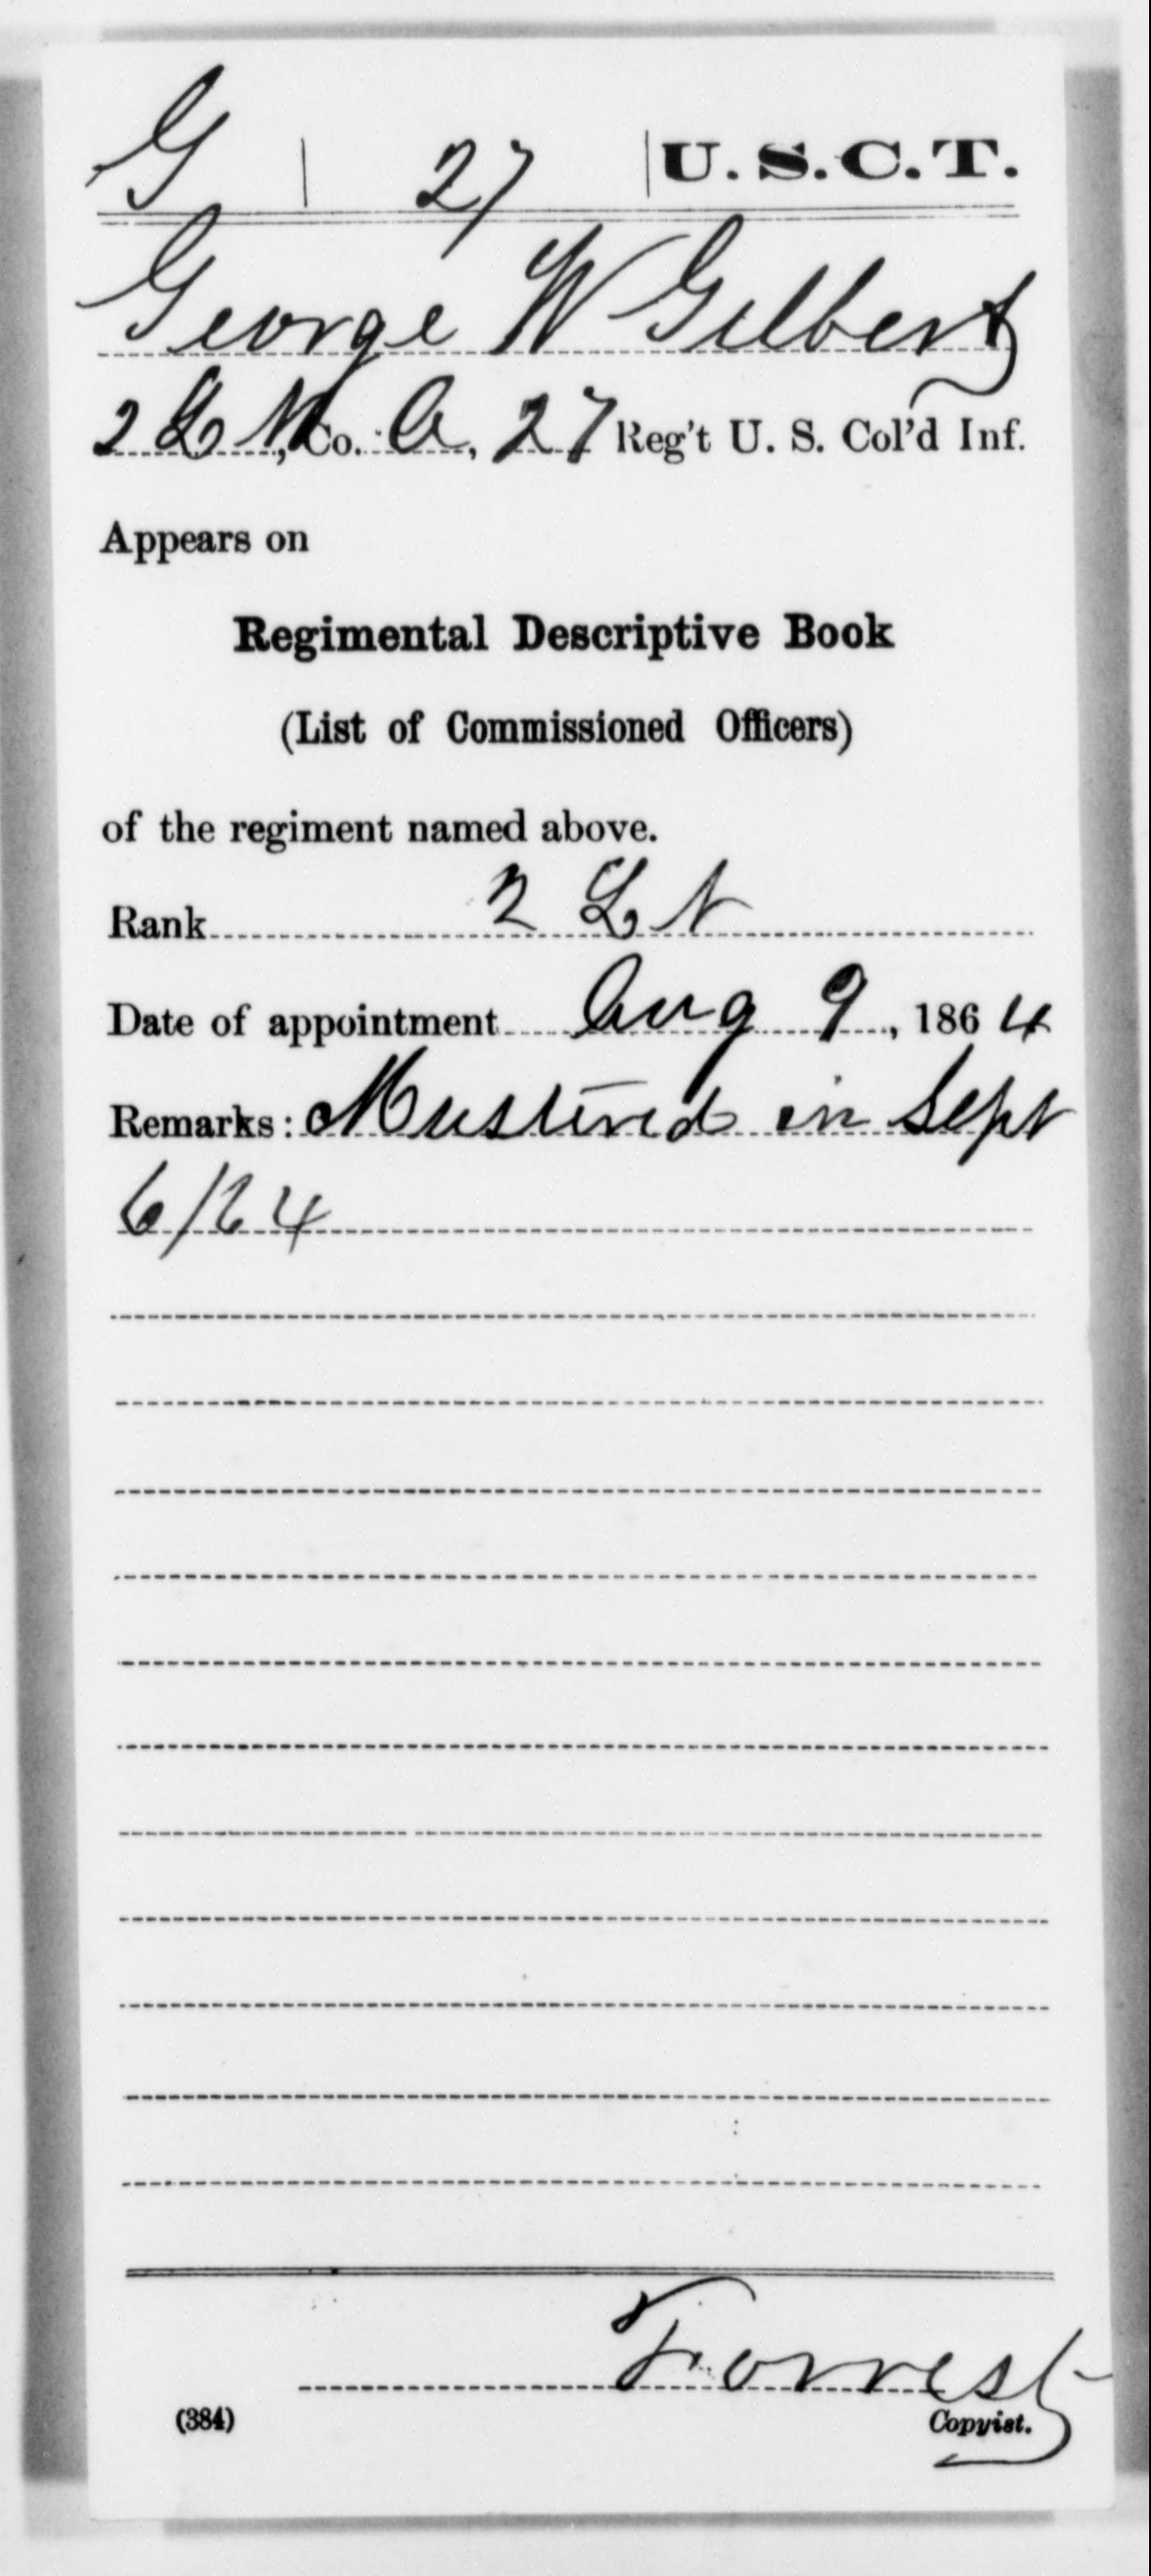 G | 27 | U. S. C. T.
George W Gilbert
2 Lt, Co. A, 27 Reg't U. S. Col'd Inf.
Appears on
Regimental Descriptive Book
(List of Commissioned Officers)
of the regiment named above.
Rank 2 Lt
Date of appointment Aug 9, 1864
Remarks: Mustered in Sept
6/64
Forrest
(384) Copyist.